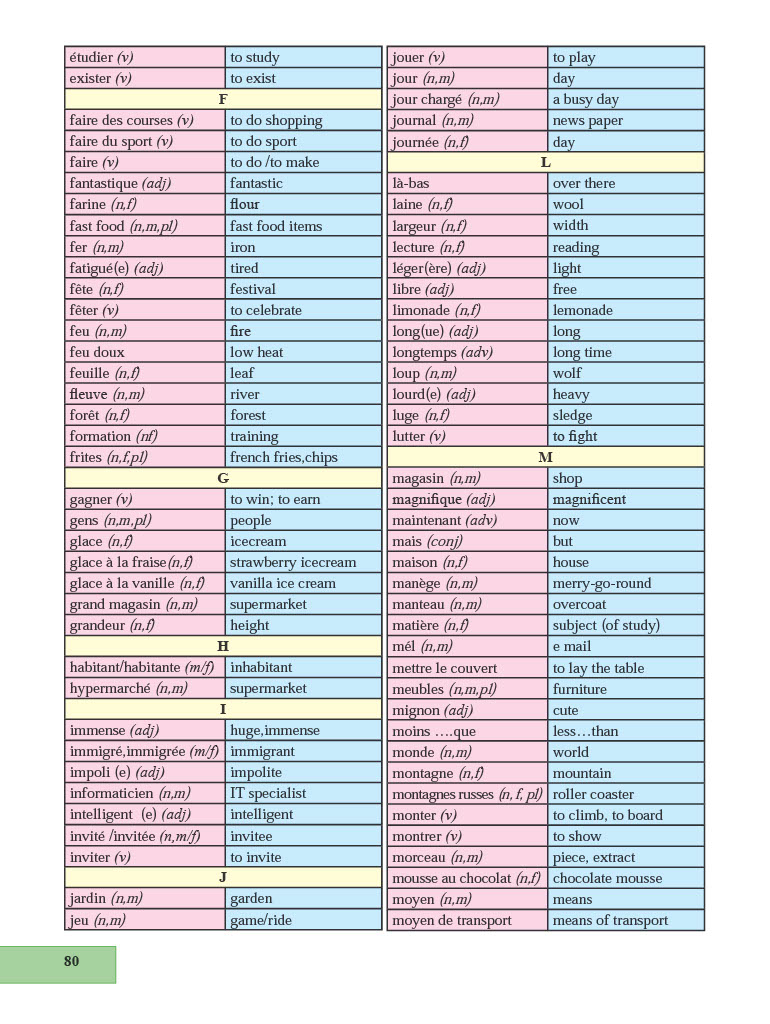 étudier (v) to study
exister (v) to exist
F
faire des courses (v) to do shopping
faire du sport (v) to do sport
faire (v) to do /to make
fantastique (adj) fantastic
farine (n,f) flour
fast food (n,m,pl) fast food items
fer (n,m) iron
fatigué(e) (adj) tired
fête (n,f) festival
fêter (v) to celebrate
feu (n,m) fire
feu doux low heat
feuille (n,f) leaf
fleuve (n,m) river
forêt (n,f) forest
formation (nf) training
frites (n,f,pl) french fries,chips
G
gagner (v) to win; to earn
gens (n,m,pl) people
glace (n,f) icecream
glace à la fraise(n,f) strawberry icecream
glace à la vanille (n,f) vanilla ice cream
grand magasin (n,m) supermarket
grandeur (n,f) height
H
habitant/habitante (m/f) inhabitant
hypermarché (n,m) supermarket
I
immense (adj) huge,immense
immigré,immigrée (m/f) immigrant
impoli (e) (adj) impolite
informaticien (n,m) IT specialist
intelligent (e) (adj) intelligent
invité /invitée (n,m/f) invitee
inviter (v) to invite
J
jardin (n,m) garden
jeu (n,m) game/ride
jouer (v) to play
jour (n,m) day
jour chargé (n,m) a busy day
journal (n,m) news paper
journée (n,f) day
L
là-bas over there
laine (n,f) wool
largeur (n,f) width
lecture (n,f) reading
léger(ère) (adj) light
libre (adj) free
limonade (n,f) lemonade
long(ue) (adj) long
longtemps (adv) long time
loup (n,m) wolf
lourd(e) (adj) heavy
luge (n,f) sledge
lutter (v) to fight
M
magasin (n,m) shop
magnifique (adj) magnificent
maintenant (adv) now
mais (conj) but
maison (n,f) house
manège (n,m) merry-go-round
manteau (n,m) overcoat
matière (n,f) subject (of study)
mél (n,m) e mail
mettre le couvert to lay the table
meubles (n,m,pl) furniture
mignon (adj) cute
moins ….que less…than
monde (n,m) world
montagne (n,f) mountain
montagnes russes (n, f, pl) roller coaster
monter (v) to climb, to board
montrer (v) to show
morceau (n,m) piece, extract
mousse au chocolat (n,f) chocolate mousse
moyen (n,m) means
moyen de transport means of transport
80